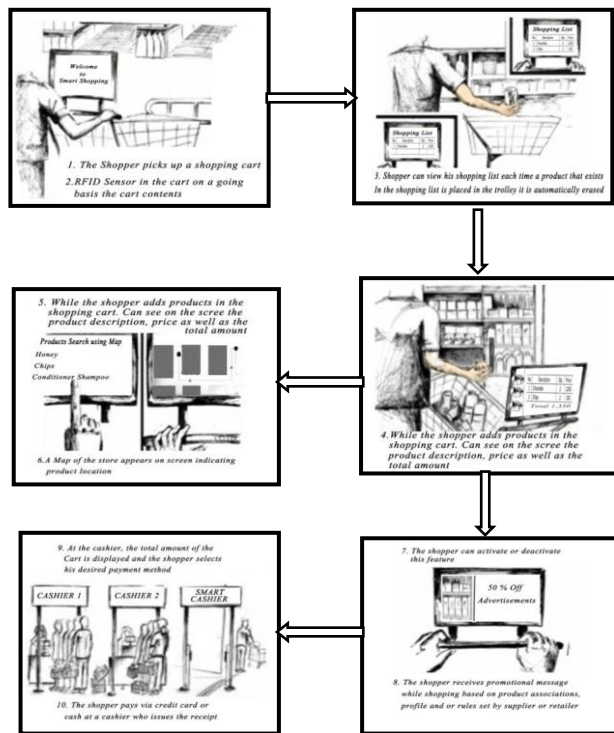 Welcome
to
Smart Shopping
1. The Shopper picks up a shopping cart
2.RFID Sensor in the cart on a going
basis the cart contents
Shopping List
Shopping List
3. Shopper can view his shopping list each time a product that exists
In the shopping list is placed in the trolley it is automatically erased
Total 1,350
4.While the shopper adds products in the
shopping cart. Can see on the scree the
product description, price as well as the
total amount
5. While the shopper adds products in the
shopping cart. Can see on the scree the
product description, price as well as the
total amount
Products Search using Map
Honey
Chips
Conditioner Shampoo
6.A Map of the store appears on screen indicating
product location
7. The shopper can activate or deactivate
this feature
50 % Off
Advertisements
8. The shopper receives promotional message
while shopping based on product associations,
profile and or rules set by supplier or retailer
9. At the cashier, the total amount of the
Cart is displayed and the shopper selects
his desired payment method
CASHIER 1
CASHIER 2
SMART
CASHIER
10. The shopper pays via credit card or
cash at a cashier who issues the receipt